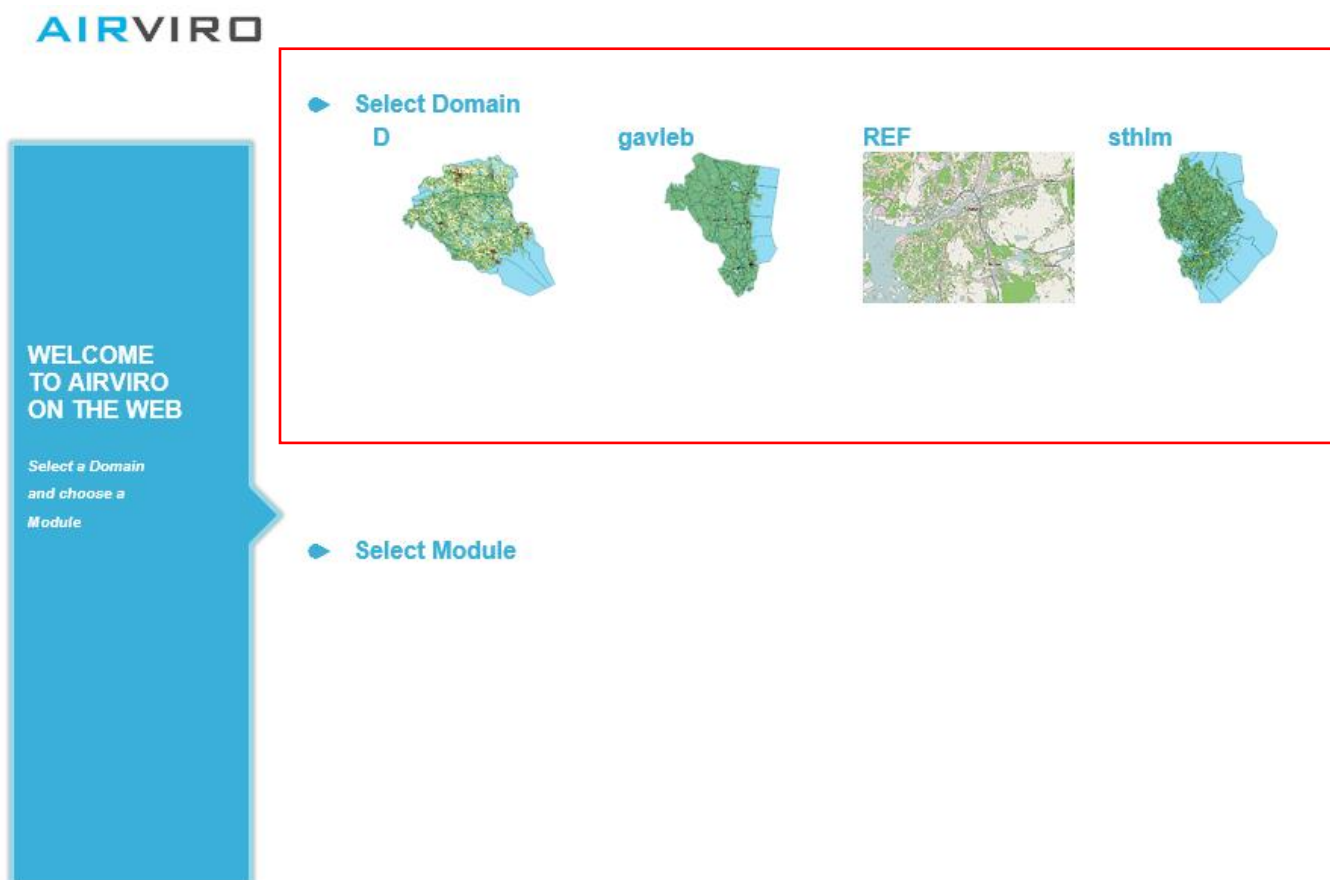 AIRVIRO
Select Domain
D
gavleb
REF
sthlm
WELCOME
TO AIRVIRO
ON THE WEB
Select a Domain
and choose a
Module
Select Module